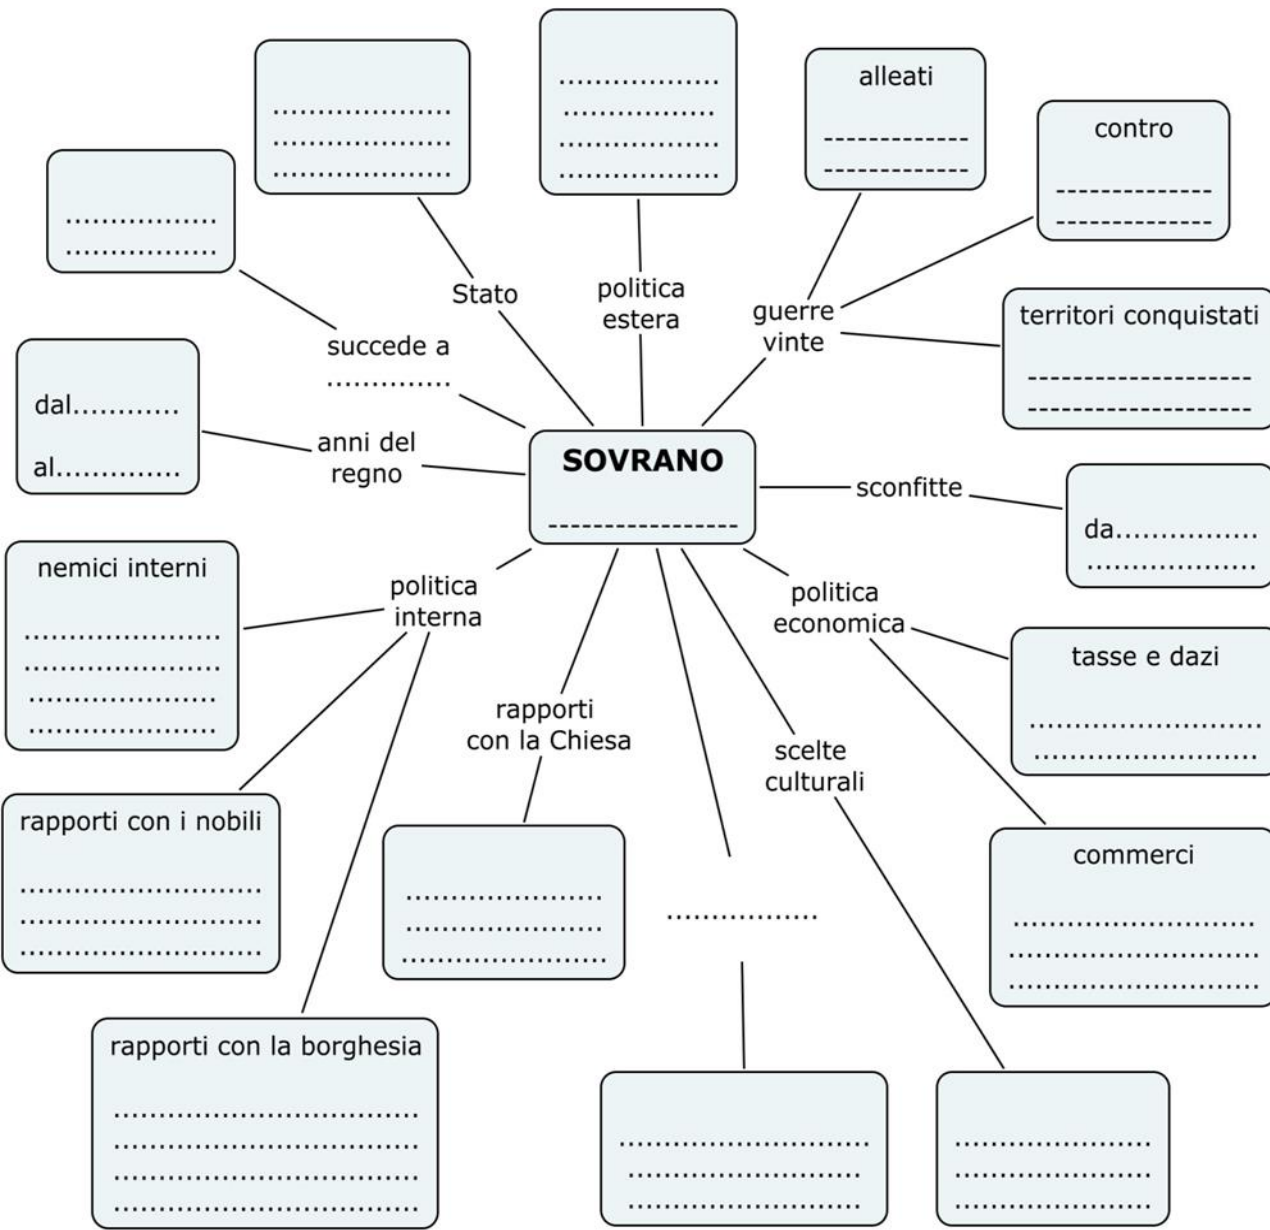 alleati
contro
Stato
politica
estera
guerre
vinte
territori conquistati
succede a
..............
dal............
al..............
anni del
regno
SOVRANO
sconfitte
da................
nemici interni
politica
interna
politica
economica
tasse e dazi
rapporti
con la Chiesa
scelte
culturali
rapporti con i nobili
commerci
.................
rapporti con la borghesia